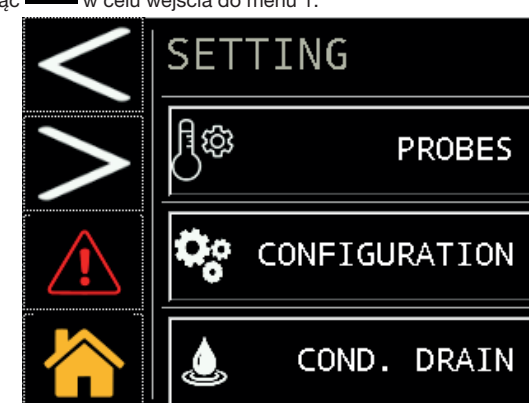 w celu wejścia do menu 1.
SETTING
PROBES
CONFIGURATION
COND. DRAIN